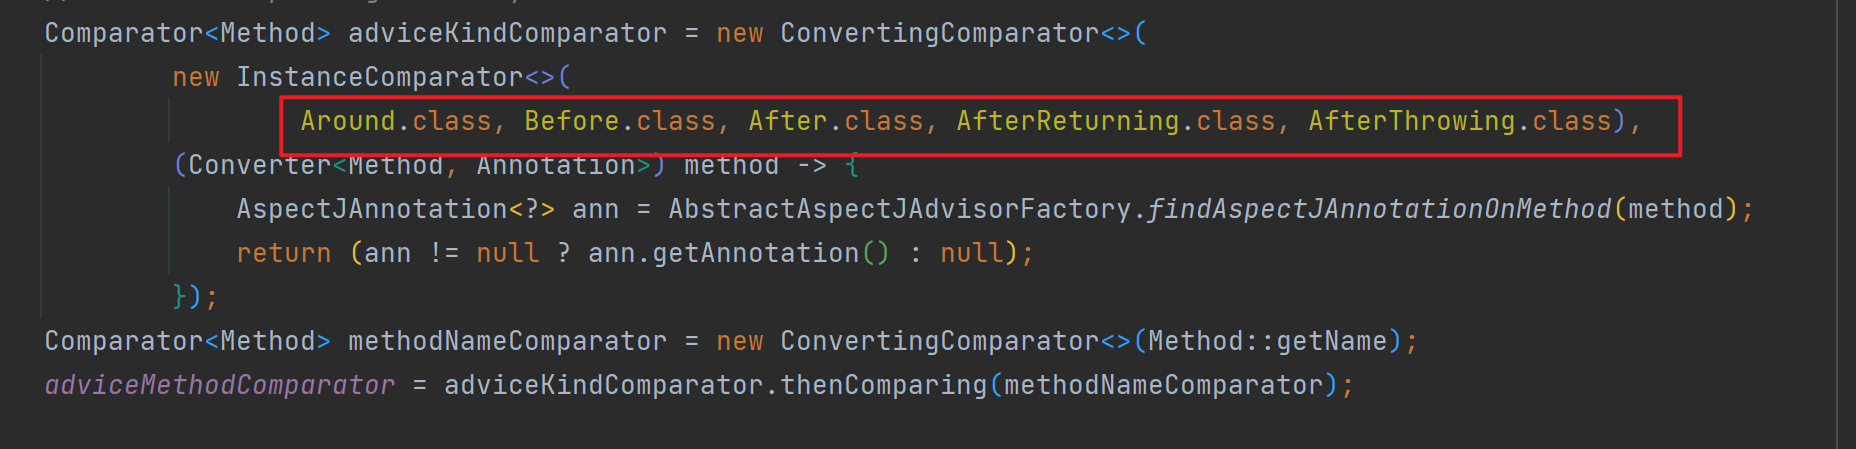 Comparator<Method> adviceKindComparator = new ConvertingComparator<>(
new InstanceComparator<>(
Around.class, Before.class, After.class, AfterReturning.class, AfterThrowing.class),
(Converter<Method, Annotation>) method -> {
AspectJAnnotation<?> ann = AbstractAspectJAdvisorFactory.findAspectJAnnotationOnMethod(method);
return (ann != null ? ann.getAnnotation() : null);
});
Comparator<Method> methodNameComparator = new ConvertingComparator<>(Method::getName);
adviceMethodComparator = adviceKindComparator.thenComparing(methodNameComparator);